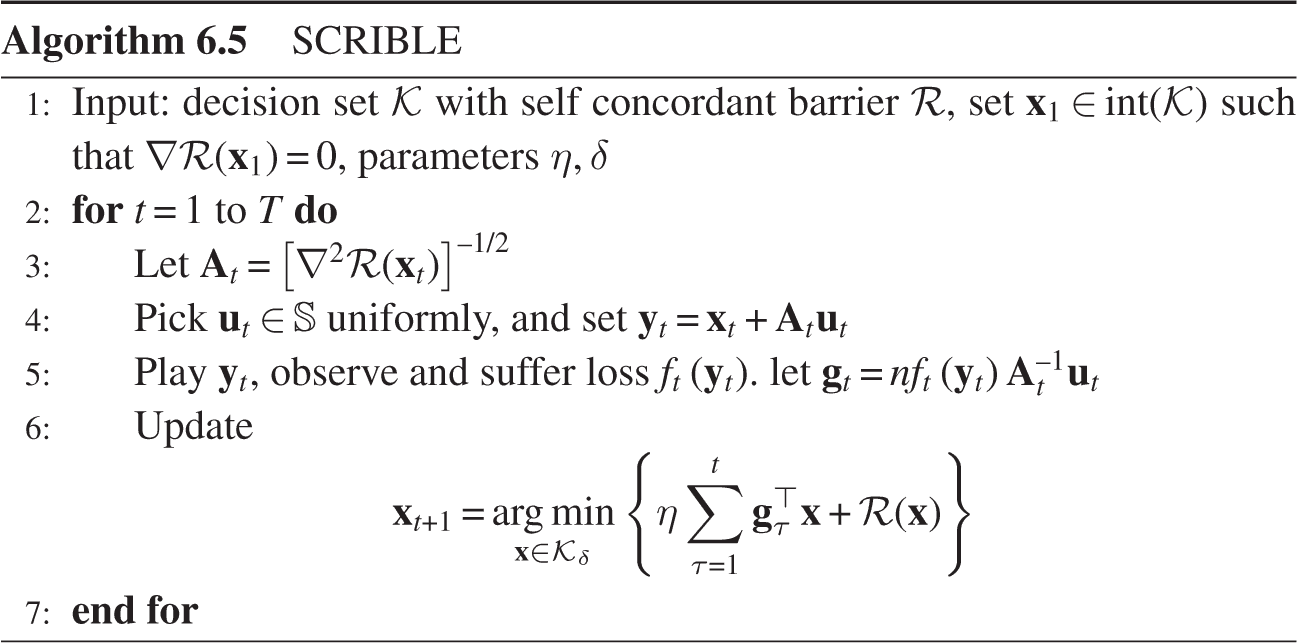 Algorithm 6.5 SCRIBLE
1: Input: decision set 𝒦 with self concordant barrier ℛ, set x₁ ∈ int(𝒦) such
that ∇ℛ(x₁) = 0, parameters η, δ
2: for t = 1 to T do
3: Let Aₜ = [∇²ℛ(xₜ)]^{–1/2}
4: Pick uₜ ∈ 𝕊 uniformly, and set yₜ = xₜ + Aₜuₜ
5: Play yₜ, observe and suffer loss fₜ (yₜ). let gₜ = nfₜ (yₜ) Aₜ^{–1}uₜ
6: Update
x_{t+1} = arg min_{x∈𝒦_δ} { η ∑_{τ=1}^{t} g_τ^⊤ x + ℛ(x) }
7: end for